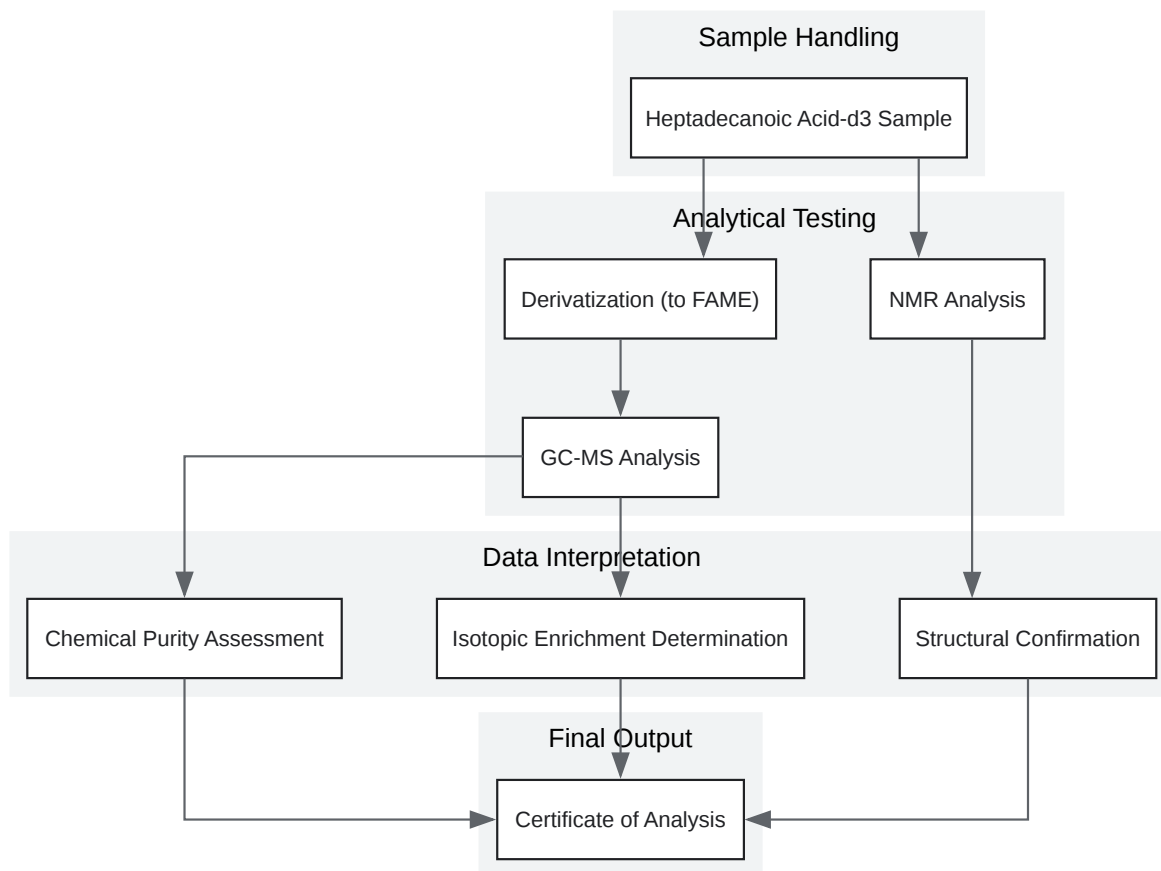 Sample Handling
Heptadecanoic Acid-d3 Sample
Analytical Testing
Derivatization (to FAME)
NMR Analysis
GC-MS Analysis
Data Interpretation
Chemical Purity Assessment
Isotopic Enrichment Determination
Structural Confirmation
Final Output
Certificate of Analysis